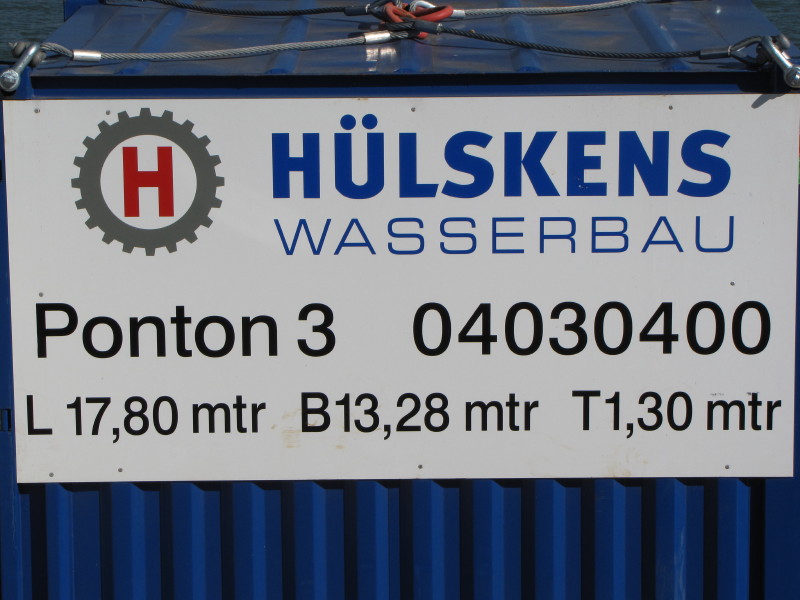 H
HÜLSKENS
WASSERBAU
Ponton 3 04030400
L 17,80 mtr B13,28 mtr T1,30 mtr